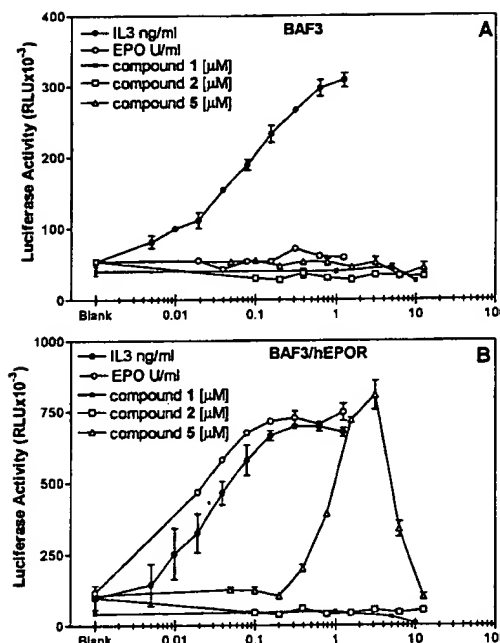 A
BAF3
IL3 ng/ml
EPO U/ml
compound 1 [µM]
compound 2 [µM]
compound 5 [µM]
Luciferase Activity (RLUx10-3)
400
300
200
100
0
Blank 0.01 0.1 1 10 10
B
BAF3/hEPOR
IL3 ng/ml
EPO U/ml
compound 1 [µM]
compound 2 [µM]
compound 5 [µM]
Luciferase Activity (RLUx10-3)
1000
750
500
250
0
Blank 0.01 0.1 1 10 10